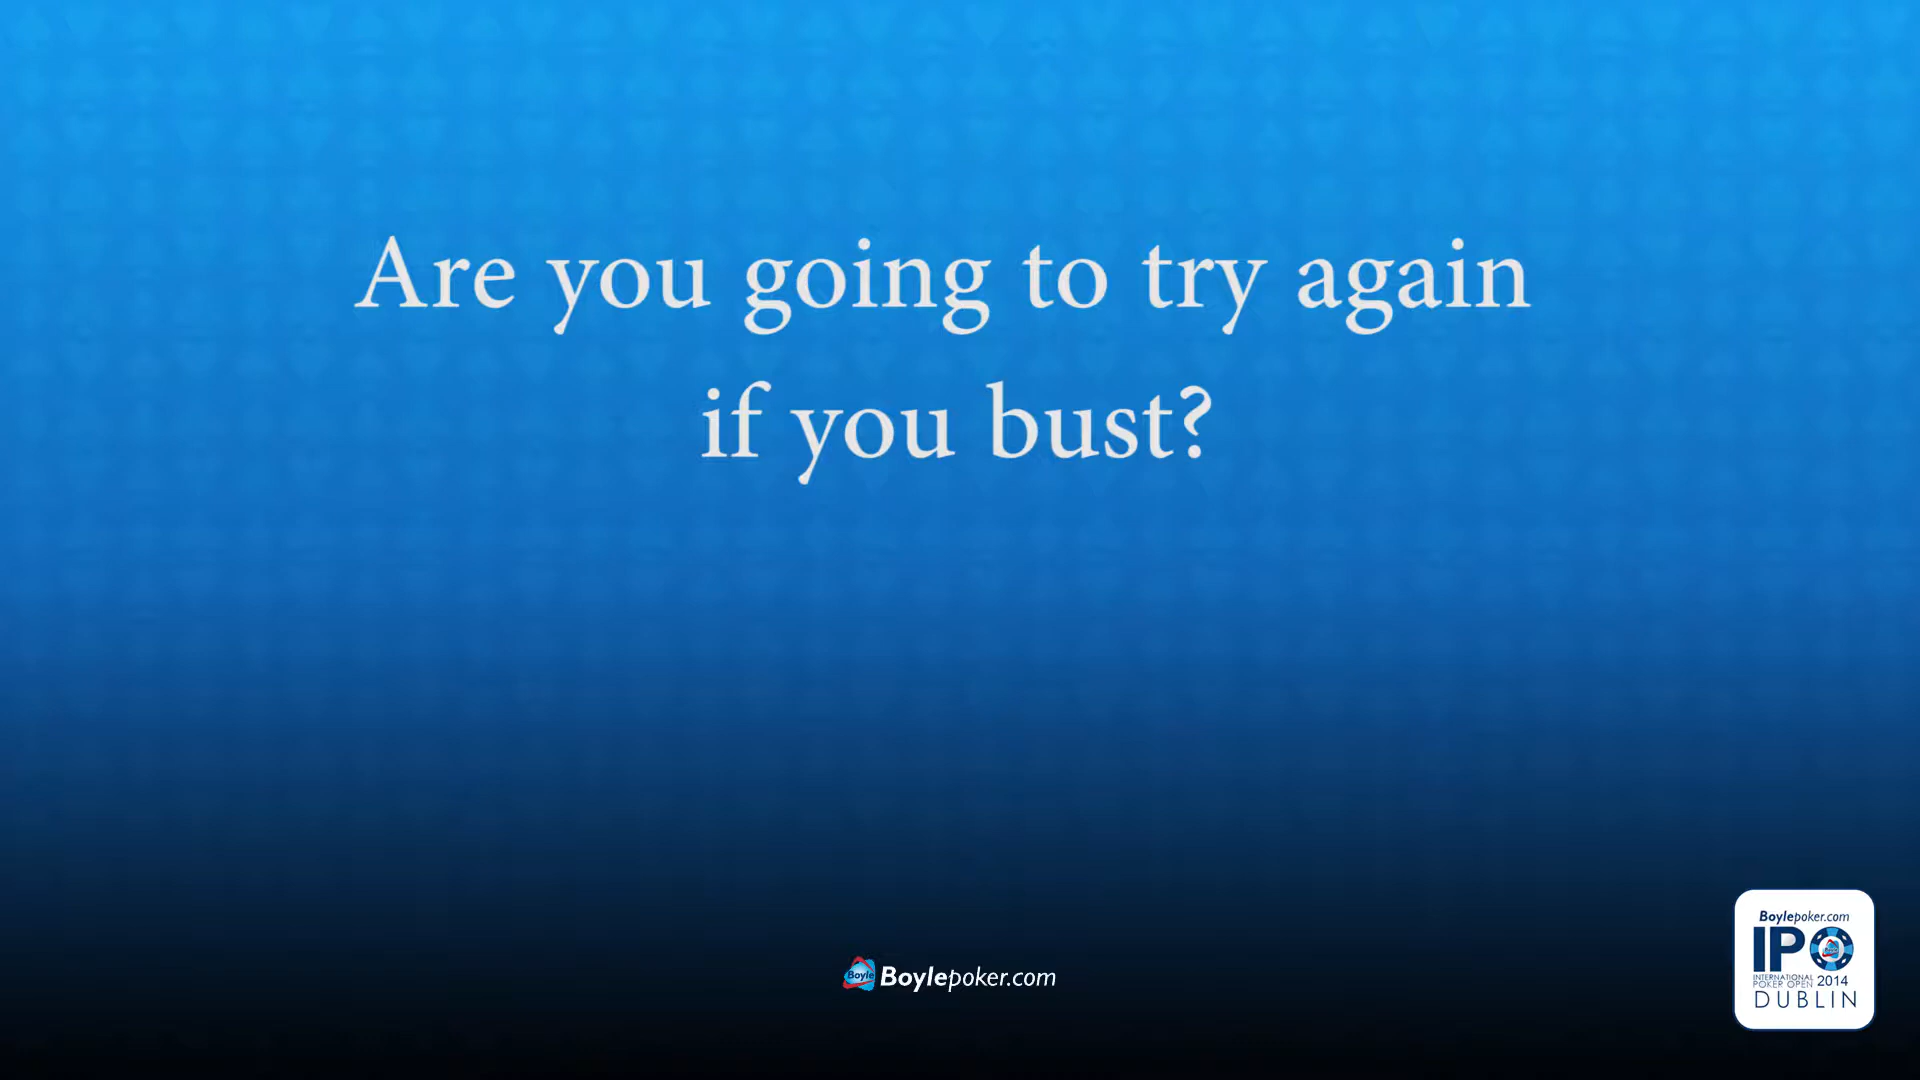 Are you going to try again
if you bust?
Boyle Boylepoker.com
Boylepoker.com
IPO
INTERNATIONAL
POKER OPEN 2014
DUBLIN